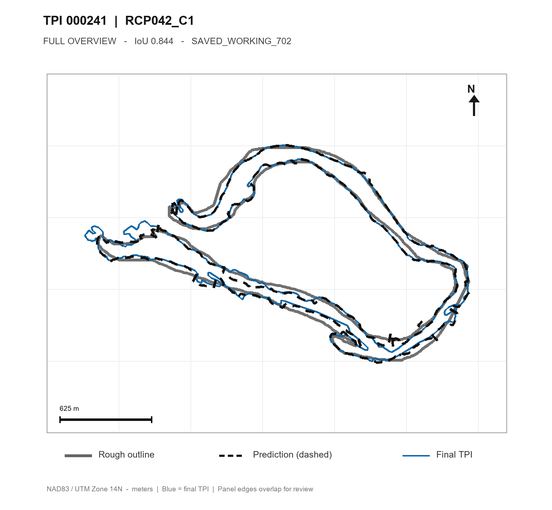 TPI 000241 | RCP042_C1
FULL OVERVIEW - IoU 0.844 - SAVED_WORKING_702
N
625 m
Rough outline Prediction (dashed) Final TPI
NAD83 / UTM Zone 14N - meters | Blue = final TPI | Panel edges overlap for review